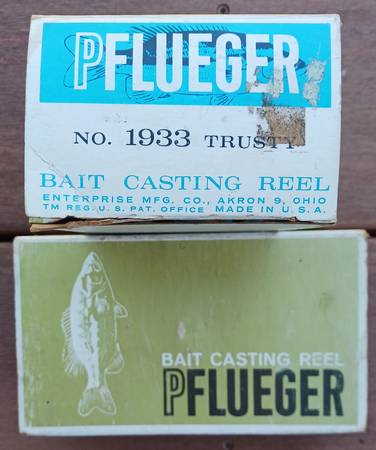 PFLUEGER
NO. 1933 TRUSTY
BAIT CASTING REEL
ENTERPRISE MFG. CO., AKRON 9, OHIO
TM REG. U. S. PAT. OFFICE MADE IN U. S. A.
BAIT CASTING REEL
PFLUEGER